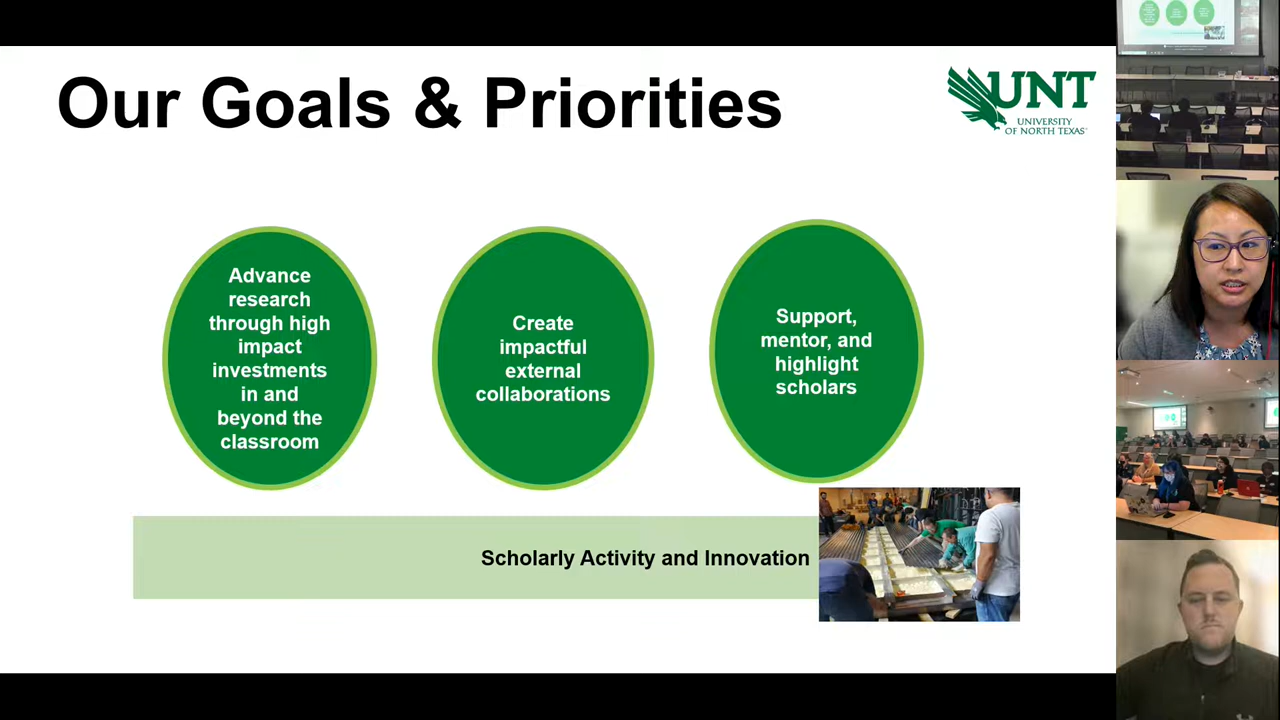 Our Goals & Priorities
UNT
UNIVERSITY
OF NORTH TEXAS
Advance
research
through high
impact
investments
in and
beyond the
classroom
Create
impactful
external
collaborations
Support,
mentor, and
highlight
scholars
Scholarly Activity and Innovation